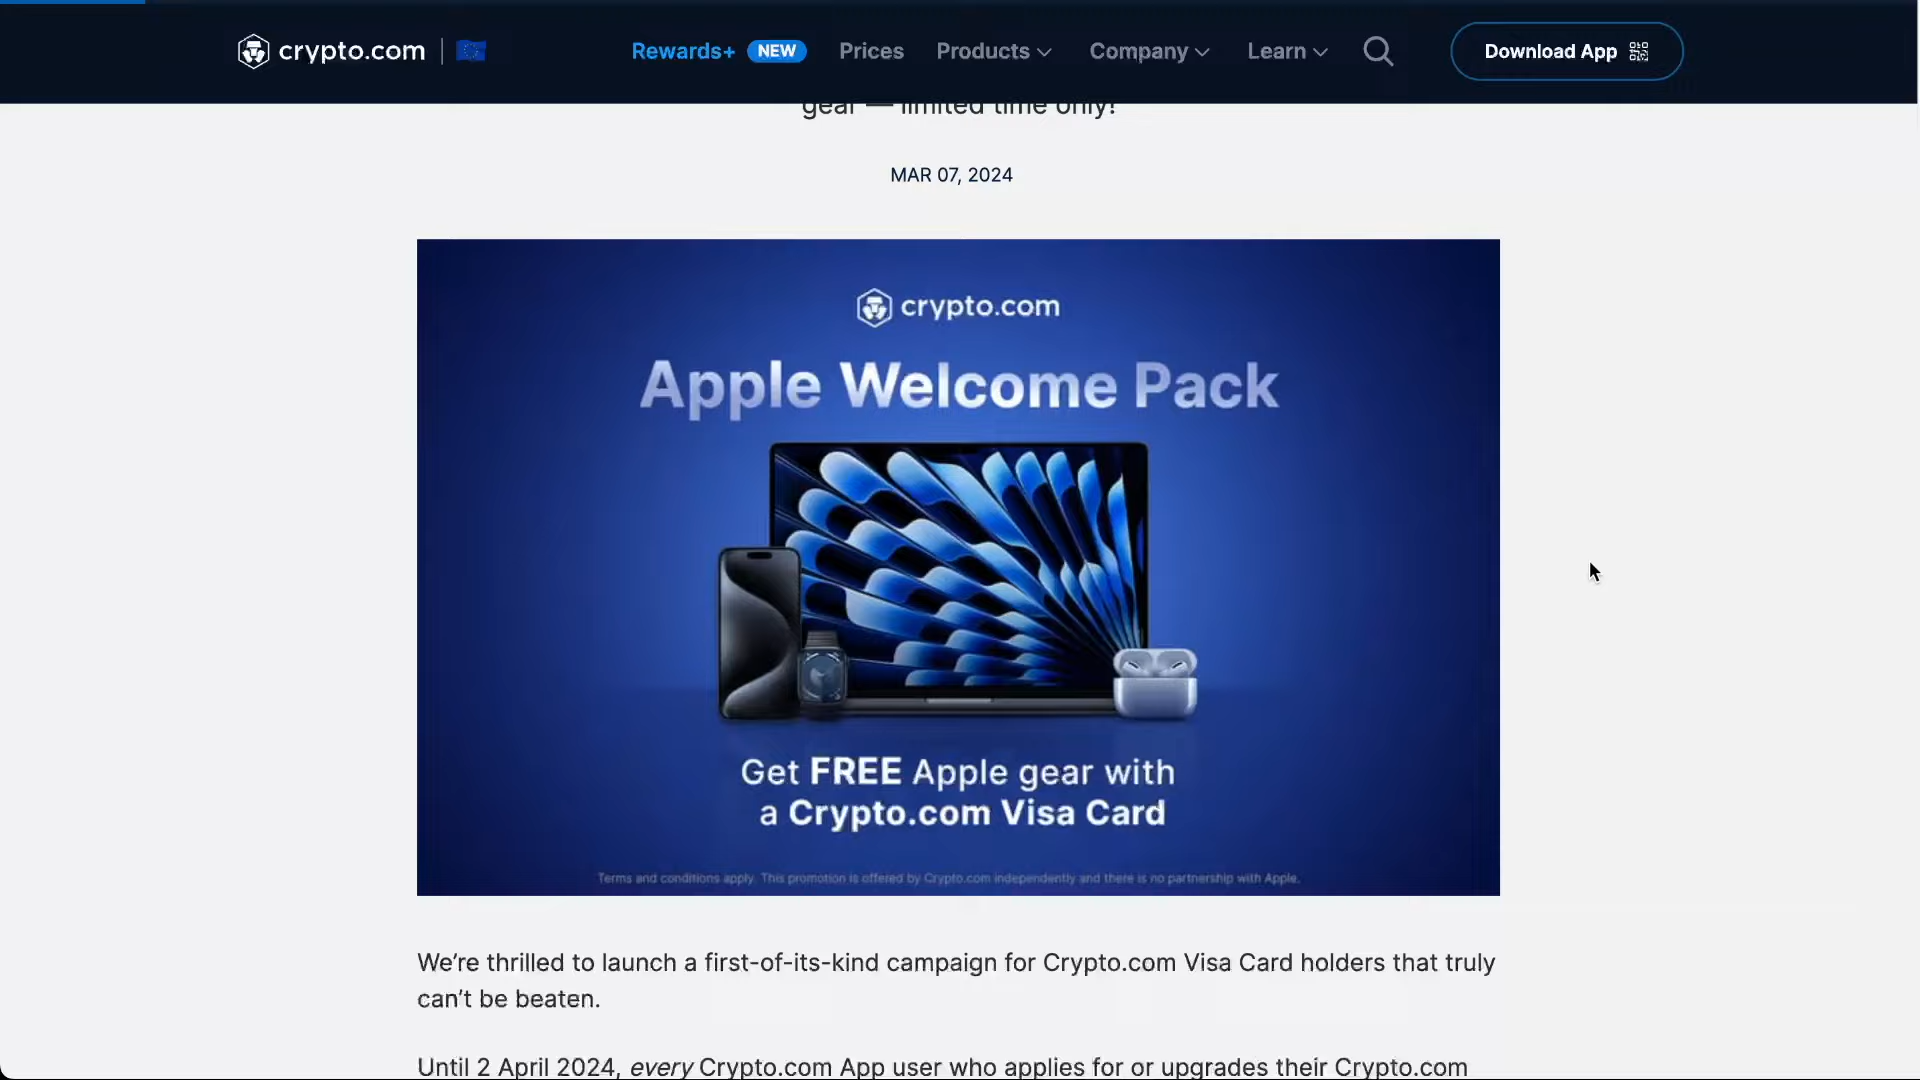 crypto.com
Rewards+ NEW Prices Products Company Learn Download App
gear — limited time only!
MAR 07, 2024
crypto.com
Apple Welcome Pack
Get FREE Apple gear with
a Crypto.com Visa Card
Terms and conditions apply. This promotion is offered by Crypto.com independently and there is no partnership with Apple.
We’re thrilled to launch a first-of-its-kind campaign for Crypto.com Visa Card holders that truly
can’t be beaten.
Until 2 April 2024, every Crypto.com App user who applies for or upgrades their Crypto.com